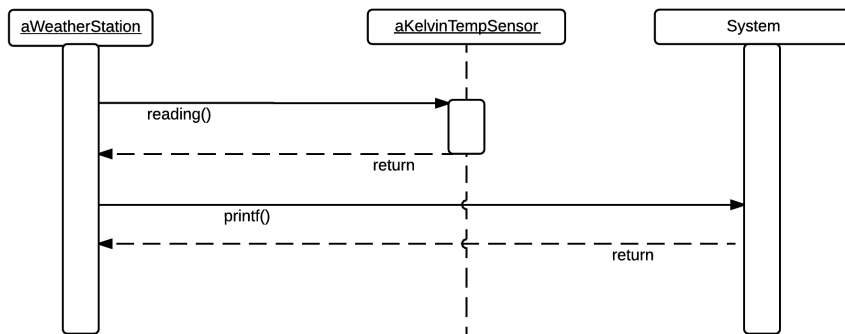 aWeatherStation
aKelvinTempSensor
System
reading()
return
printf()
return